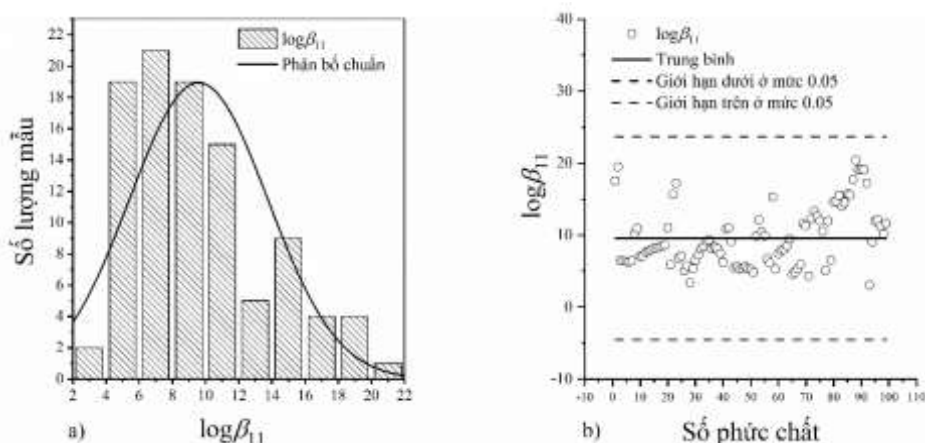 22
20
18
16
14
12
10
8
6
4
2
0
Số lượng mẫu
logβ11
Phân bố chuẩn
2 4 6 8 10 12 14 16 18 20 22
a) logβ11
40
30
20
10
0
-10
logβ11
logβ11
Trung bình
Giới hạn dưới ở mức 0.05
Giới hạn trên ở mức 0.05
-10 0 10 20 30 40 50 60 70 80 90 100 110
b) Số phức chất